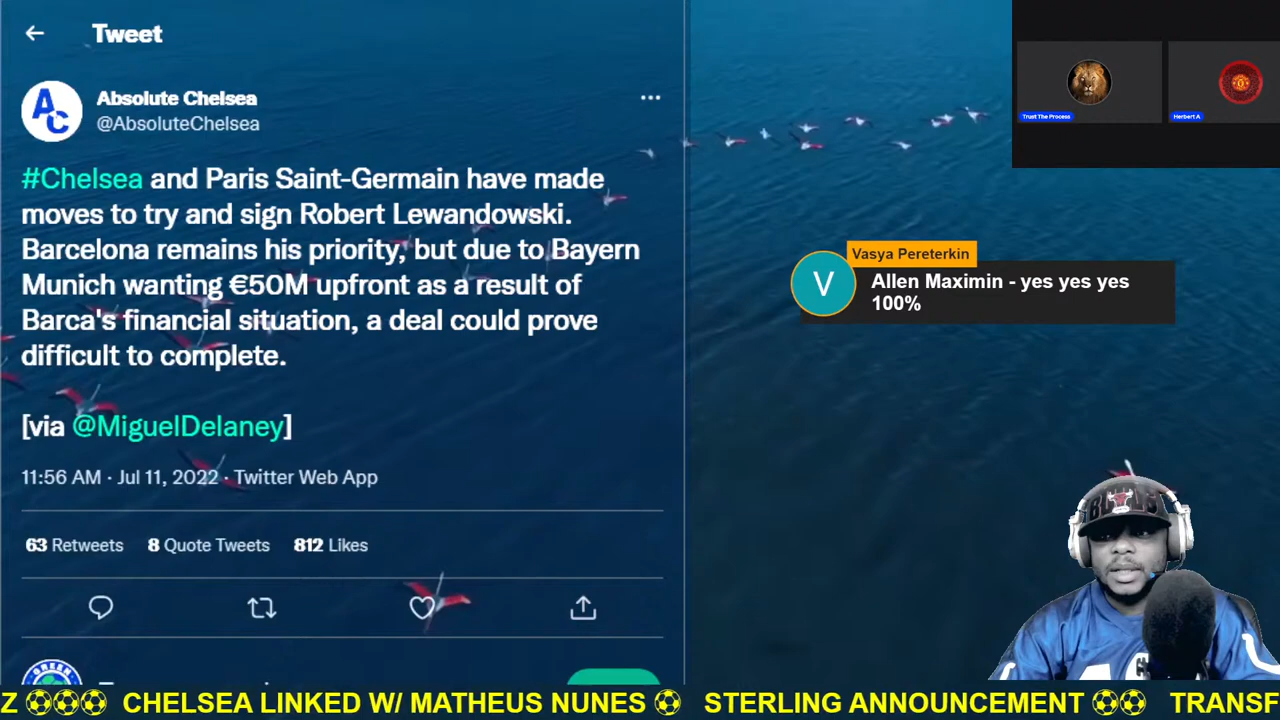 Tweet
Absolute Chelsea
@AbsoluteChelsea
#Chelsea and Paris Saint-Germain have made
moves to try and sign Robert Lewandowski.
Barcelona remains his priority, but due to Bayern
Munich wanting €50M upfront as a result of
Barca's financial situation, a deal could prove
difficult to complete.
[via @MiguelDelaney]
11:56 AM · Jul 11, 2022 · Twitter Web App
63 Retweets 8 Quote Tweets 812 Likes
GREEN
Trust The Process
Herbert A
Vasya Pereterkin
V
Allen Maximin - yes yes yes
100%
BULLS
Z ⚽⚽⚽ CHELSEA LINKED W/ MATHEUS NUNES ⚽ STERLING ANNOUNCEMENT ⚽⚽ TRANSF